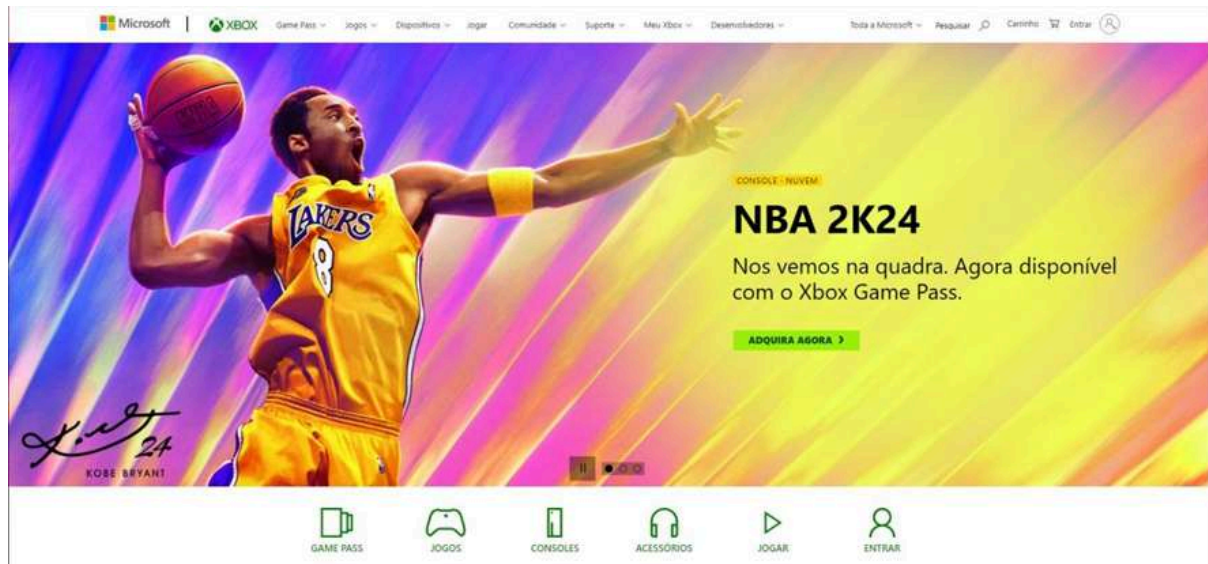 Microsoft XBOX Game Pass Jogos Dispositivos Jogar Comunidade Suporte Meu Xbox Desenvolvedores Toda a Microsoft Pesquisar Carrinho Entrar
CONSOLE - NUVEM
NBA 2K24
Nos vemos na quadra. Agora disponível
com o Xbox Game Pass.
ADQUIRA AGORA
LAKERS
8
24
KOBE BRYANT
GAME PASS JOGOS CONSOLES ACESSÓRIOS JOGAR ENTRAR